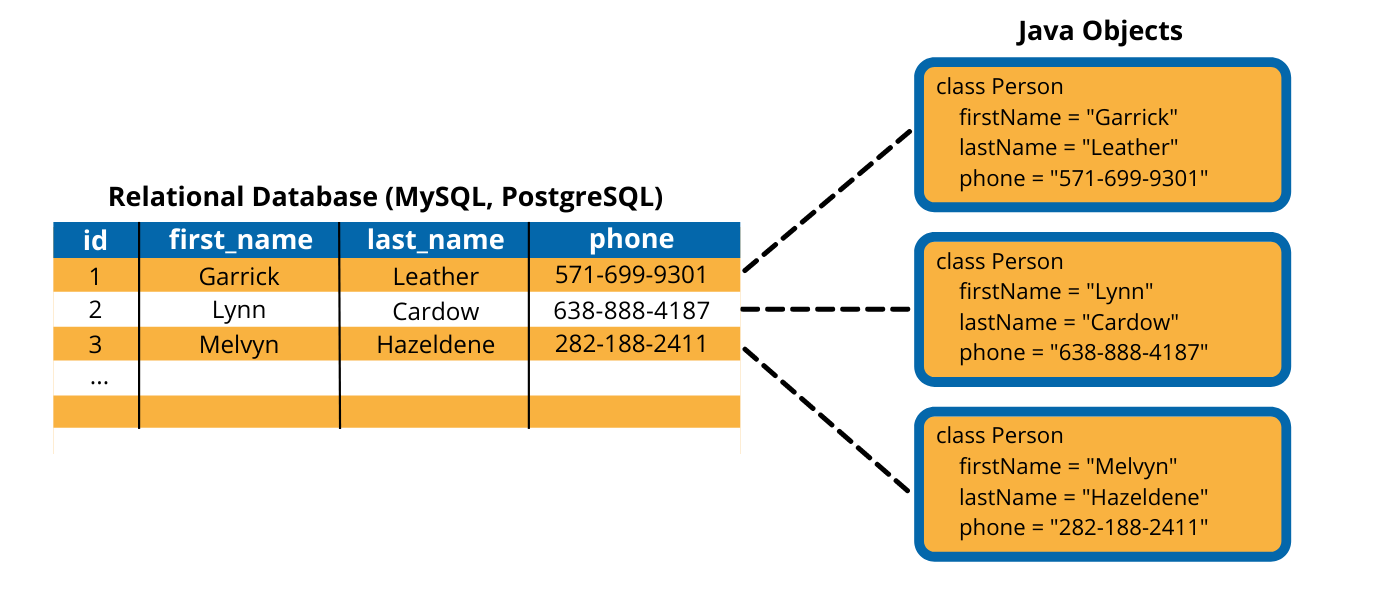 Java Objects
class Person
firstName = "Garrick"
lastName = "Leather"
phone = "571-699-9301"
Relational Database (MySQL, PostgreSQL)
id first_name last_name phone
1 Garrick Leather 571-699-9301
2 Lynn Cardow 638-888-4187
3 Melvyn Hazeldene 282-188-2411
...
class Person
firstName = "Lynn"
lastName = "Cardow"
phone = "638-888-4187"
class Person
firstName = "Melvyn"
lastName = "Hazeldene"
phone = "282-188-2411"